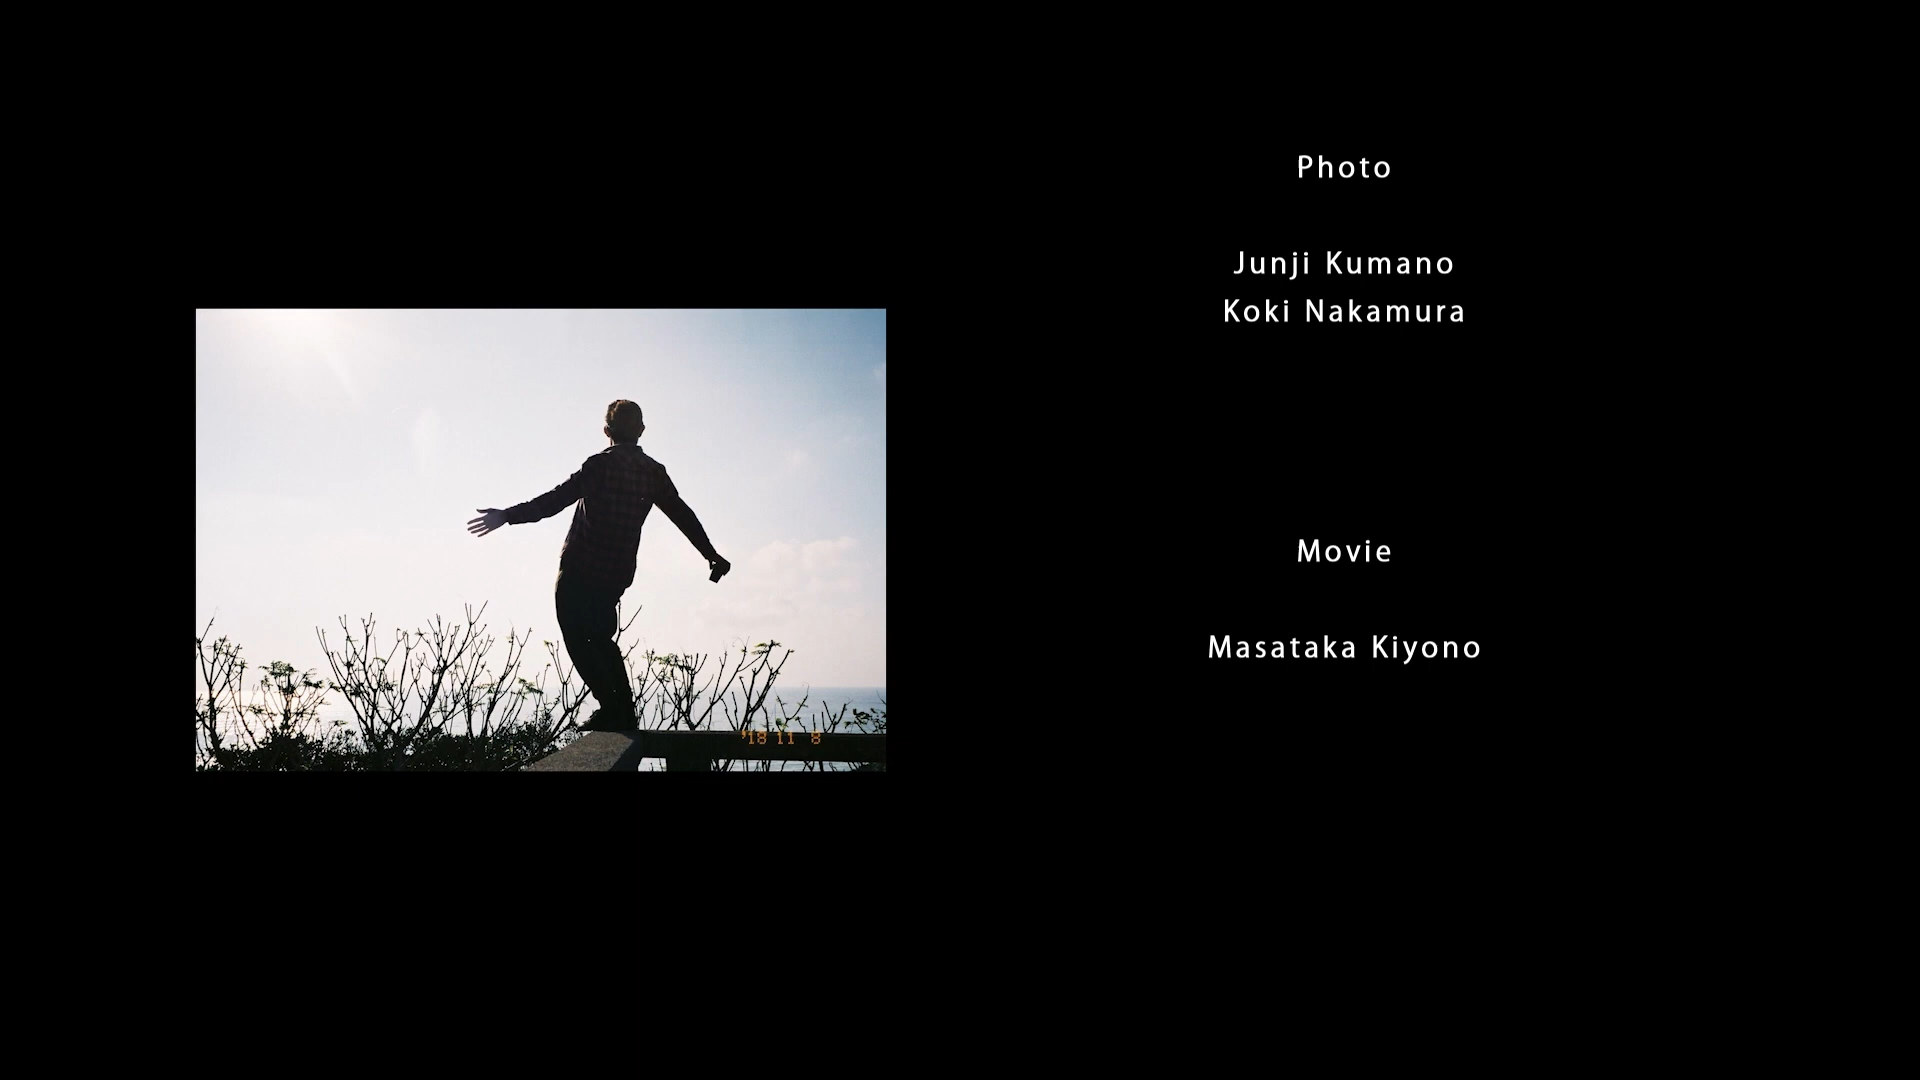 Photo
Junji Kumano
Koki Nakamura
Movie
Masataka Kiyono
'18 11 8